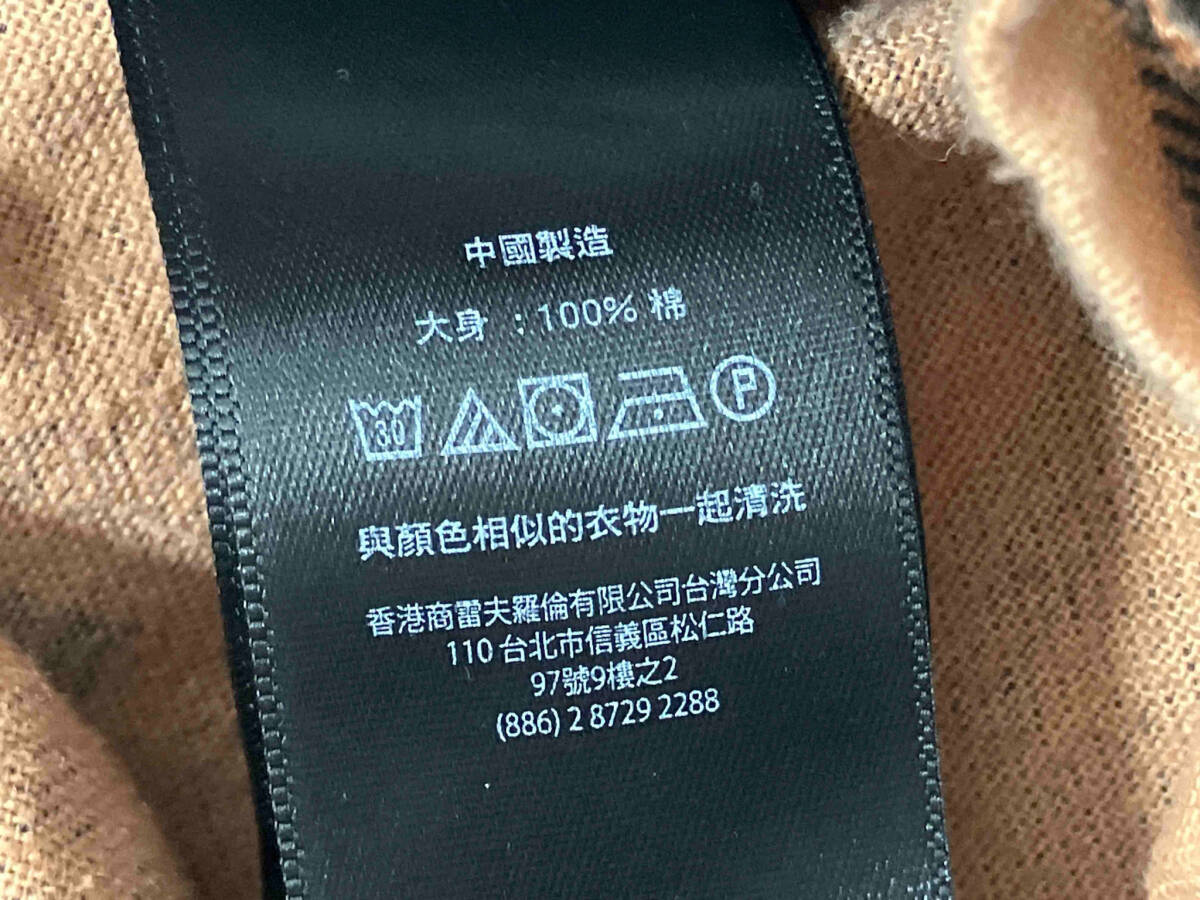 中國製造
大身 : 100% 棉
30 P
與顏色相似的衣物一起清洗
香港商雷夫羅倫有限公司台灣分公司
110 台北市信義區松仁路
97號9樓之2
(886) 2 8729 2288